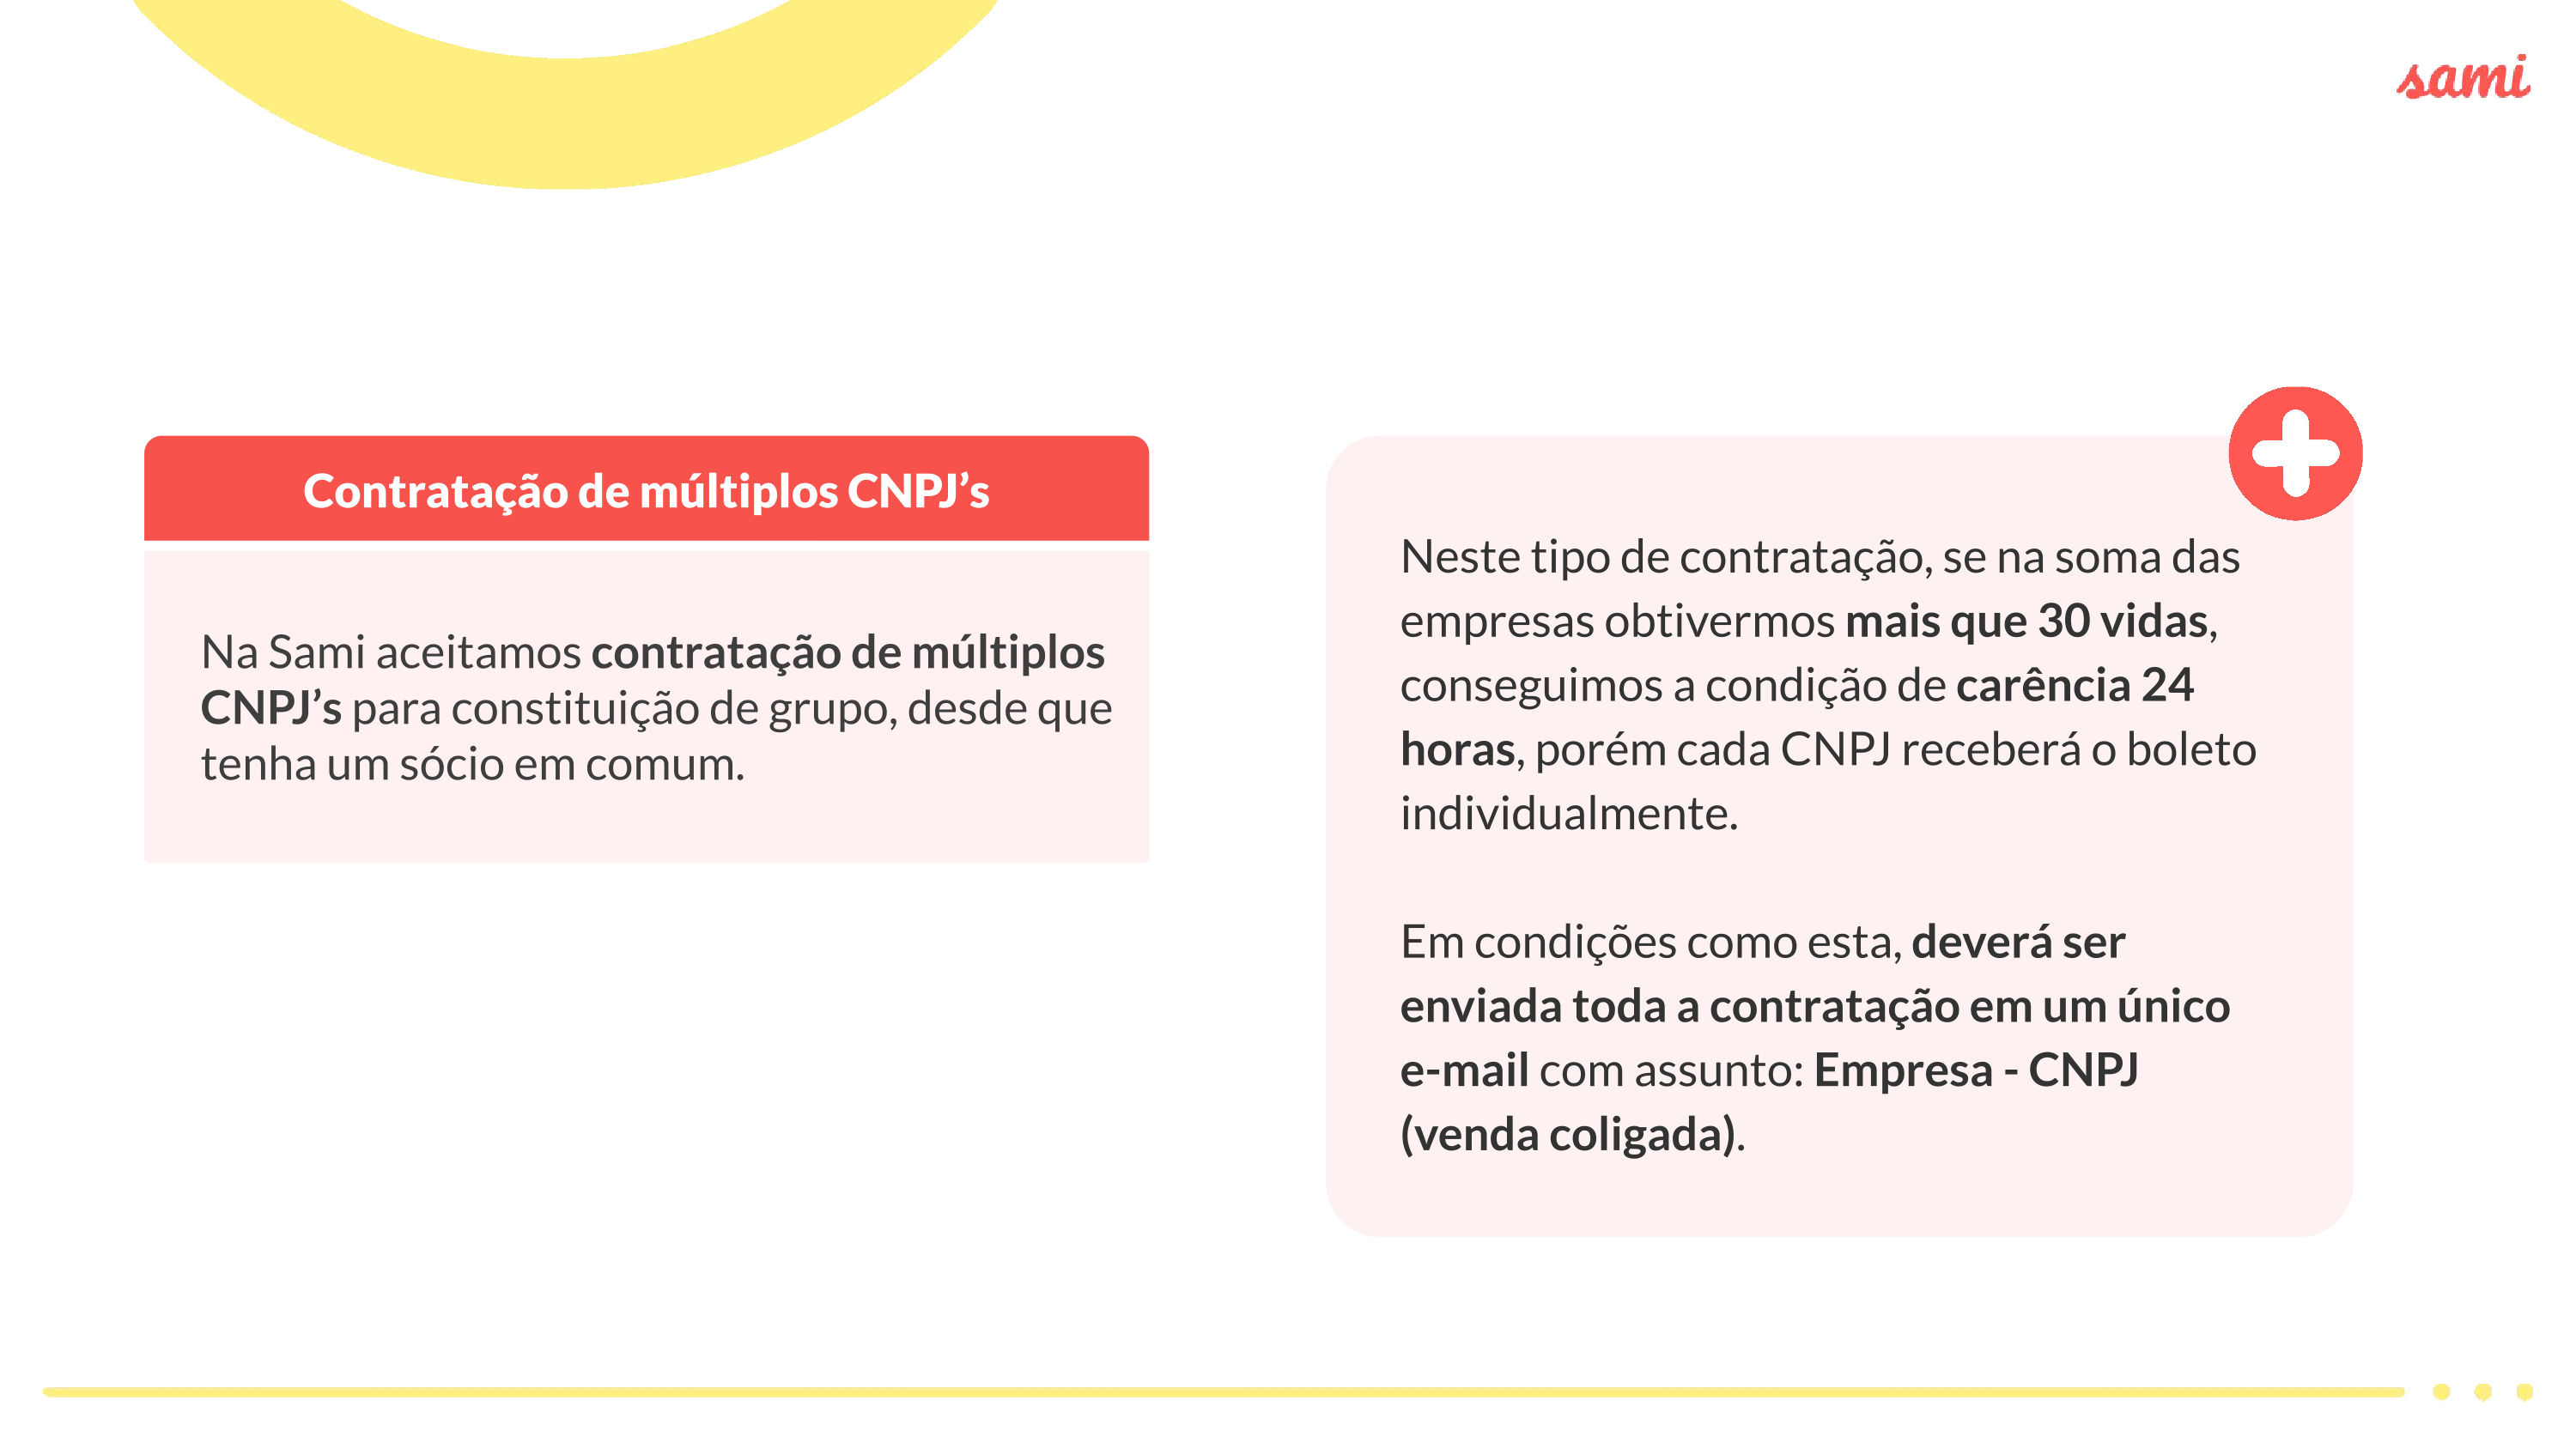 sami
Contratação de múltiplos CNPJ’s
Na Sami aceitamos contratação de múltiplos
CNPJ’s para constituição de grupo, desde que
tenha um sócio em comum.
Neste tipo de contratação, se na soma das
empresas obtivermos mais que 30 vidas,
conseguimos a condição de carência 24
horas, porém cada CNPJ receberá o boleto
individualmente.
Em condições como esta, deverá ser
enviada toda a contratação em um único
e-mail com assunto: Empresa - CNPJ
(venda coligada).